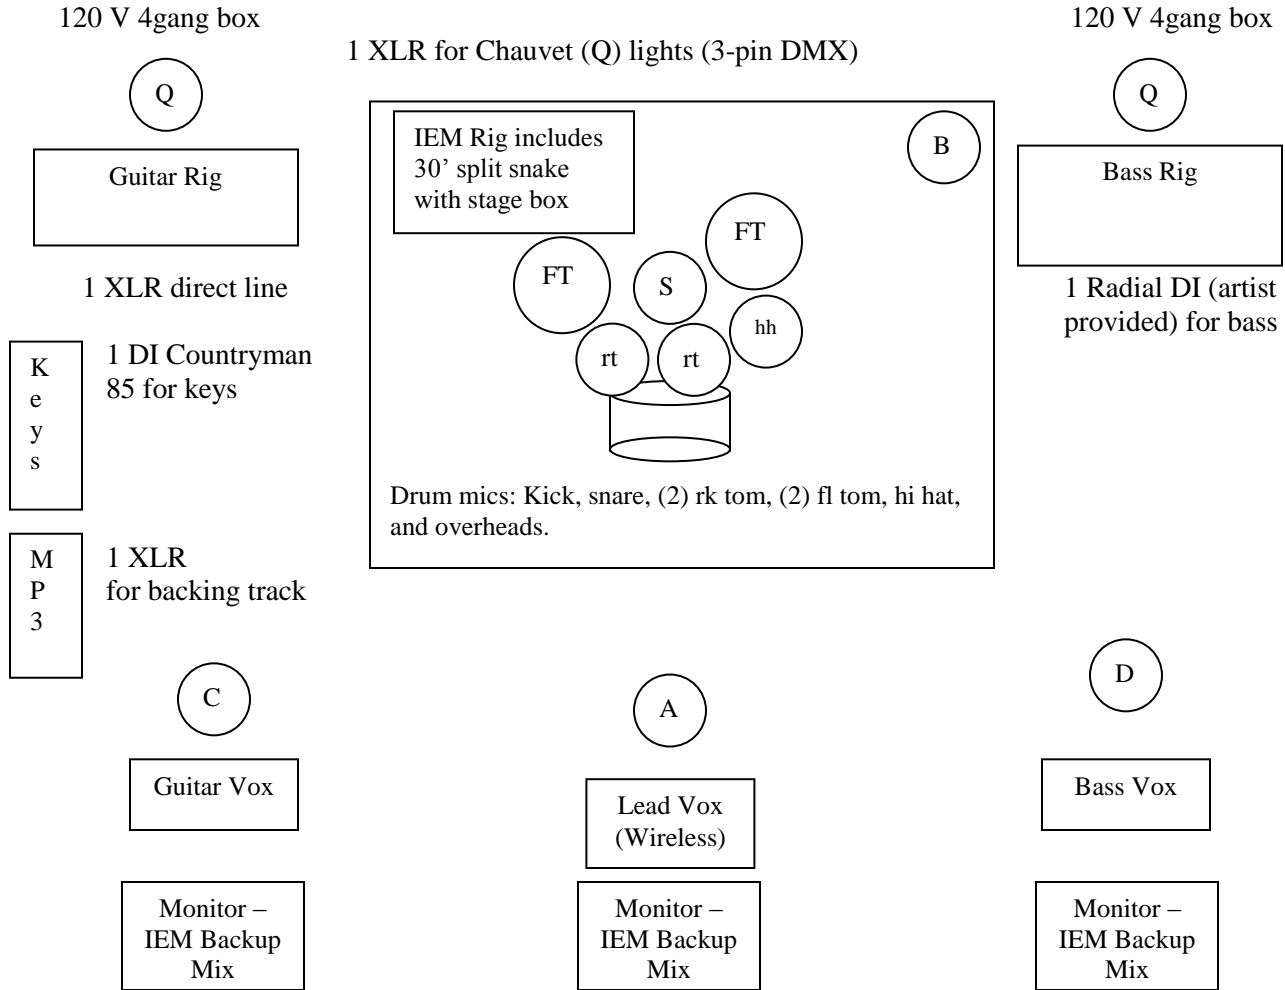 120 V 4gang box
120 V 4gang box
1 XLR for Chauvet (Q) lights (3-pin DMX)
Q
Q
IEM Rig includes
30’ split snake
with stage box
B
Guitar Rig
Bass Rig
FT
FT
S
hh
rt
rt
1 XLR direct line
1 Radial DI (artist
provided) for bass
K
e
y
s
1 DI Countryman
85 for keys
Drum mics: Kick, snare, (2) rk tom, (2) fl tom, hi hat,
and overheads.
M
P
3
1 XLR
for backing track
C
A
D
Guitar Vox
Lead Vox
(Wireless)
Bass Vox
Monitor –
IEM Backup
Mix
Monitor –
IEM Backup
Mix
Monitor –
IEM Backup
Mix